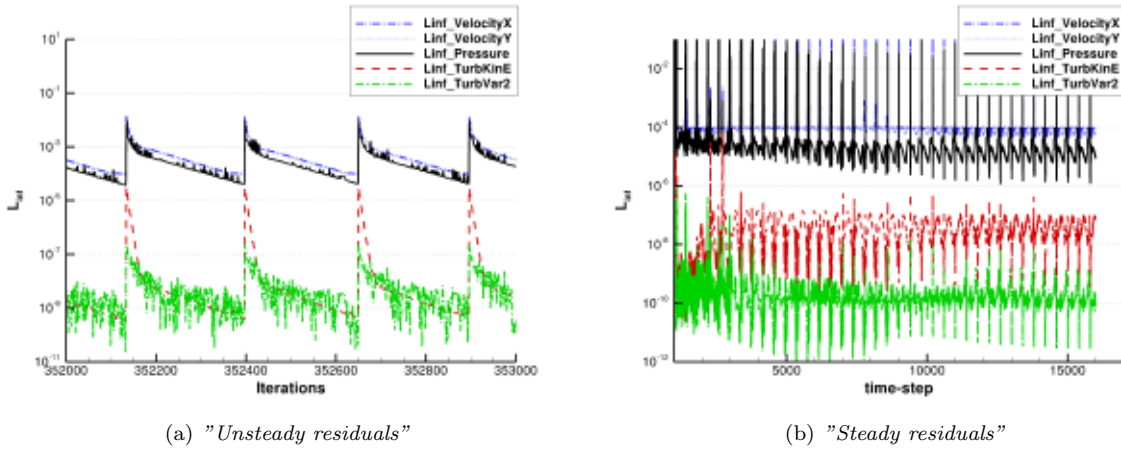 Linf_VelocityX
Linf_VelocityY
Linf_Pressure
Linf_TurbKinE
Linf_TurbVar2
10^1
10^-1
10^-3
10^-5
10^-7
10^-9
10^-11
L_inf
352000 352200 352400 352600 352800 353000
Iterations
(a) "Unsteady residuals"
Linf_VelocityX
Linf_VelocityY
Linf_Pressure
Linf_TurbKinE
Linf_TurbVar2
10^-2
10^-4
10^-6
10^-8
10^-10
10^-12
L_inf
5000 10000 15000
time-step
(b) "Steady residuals"